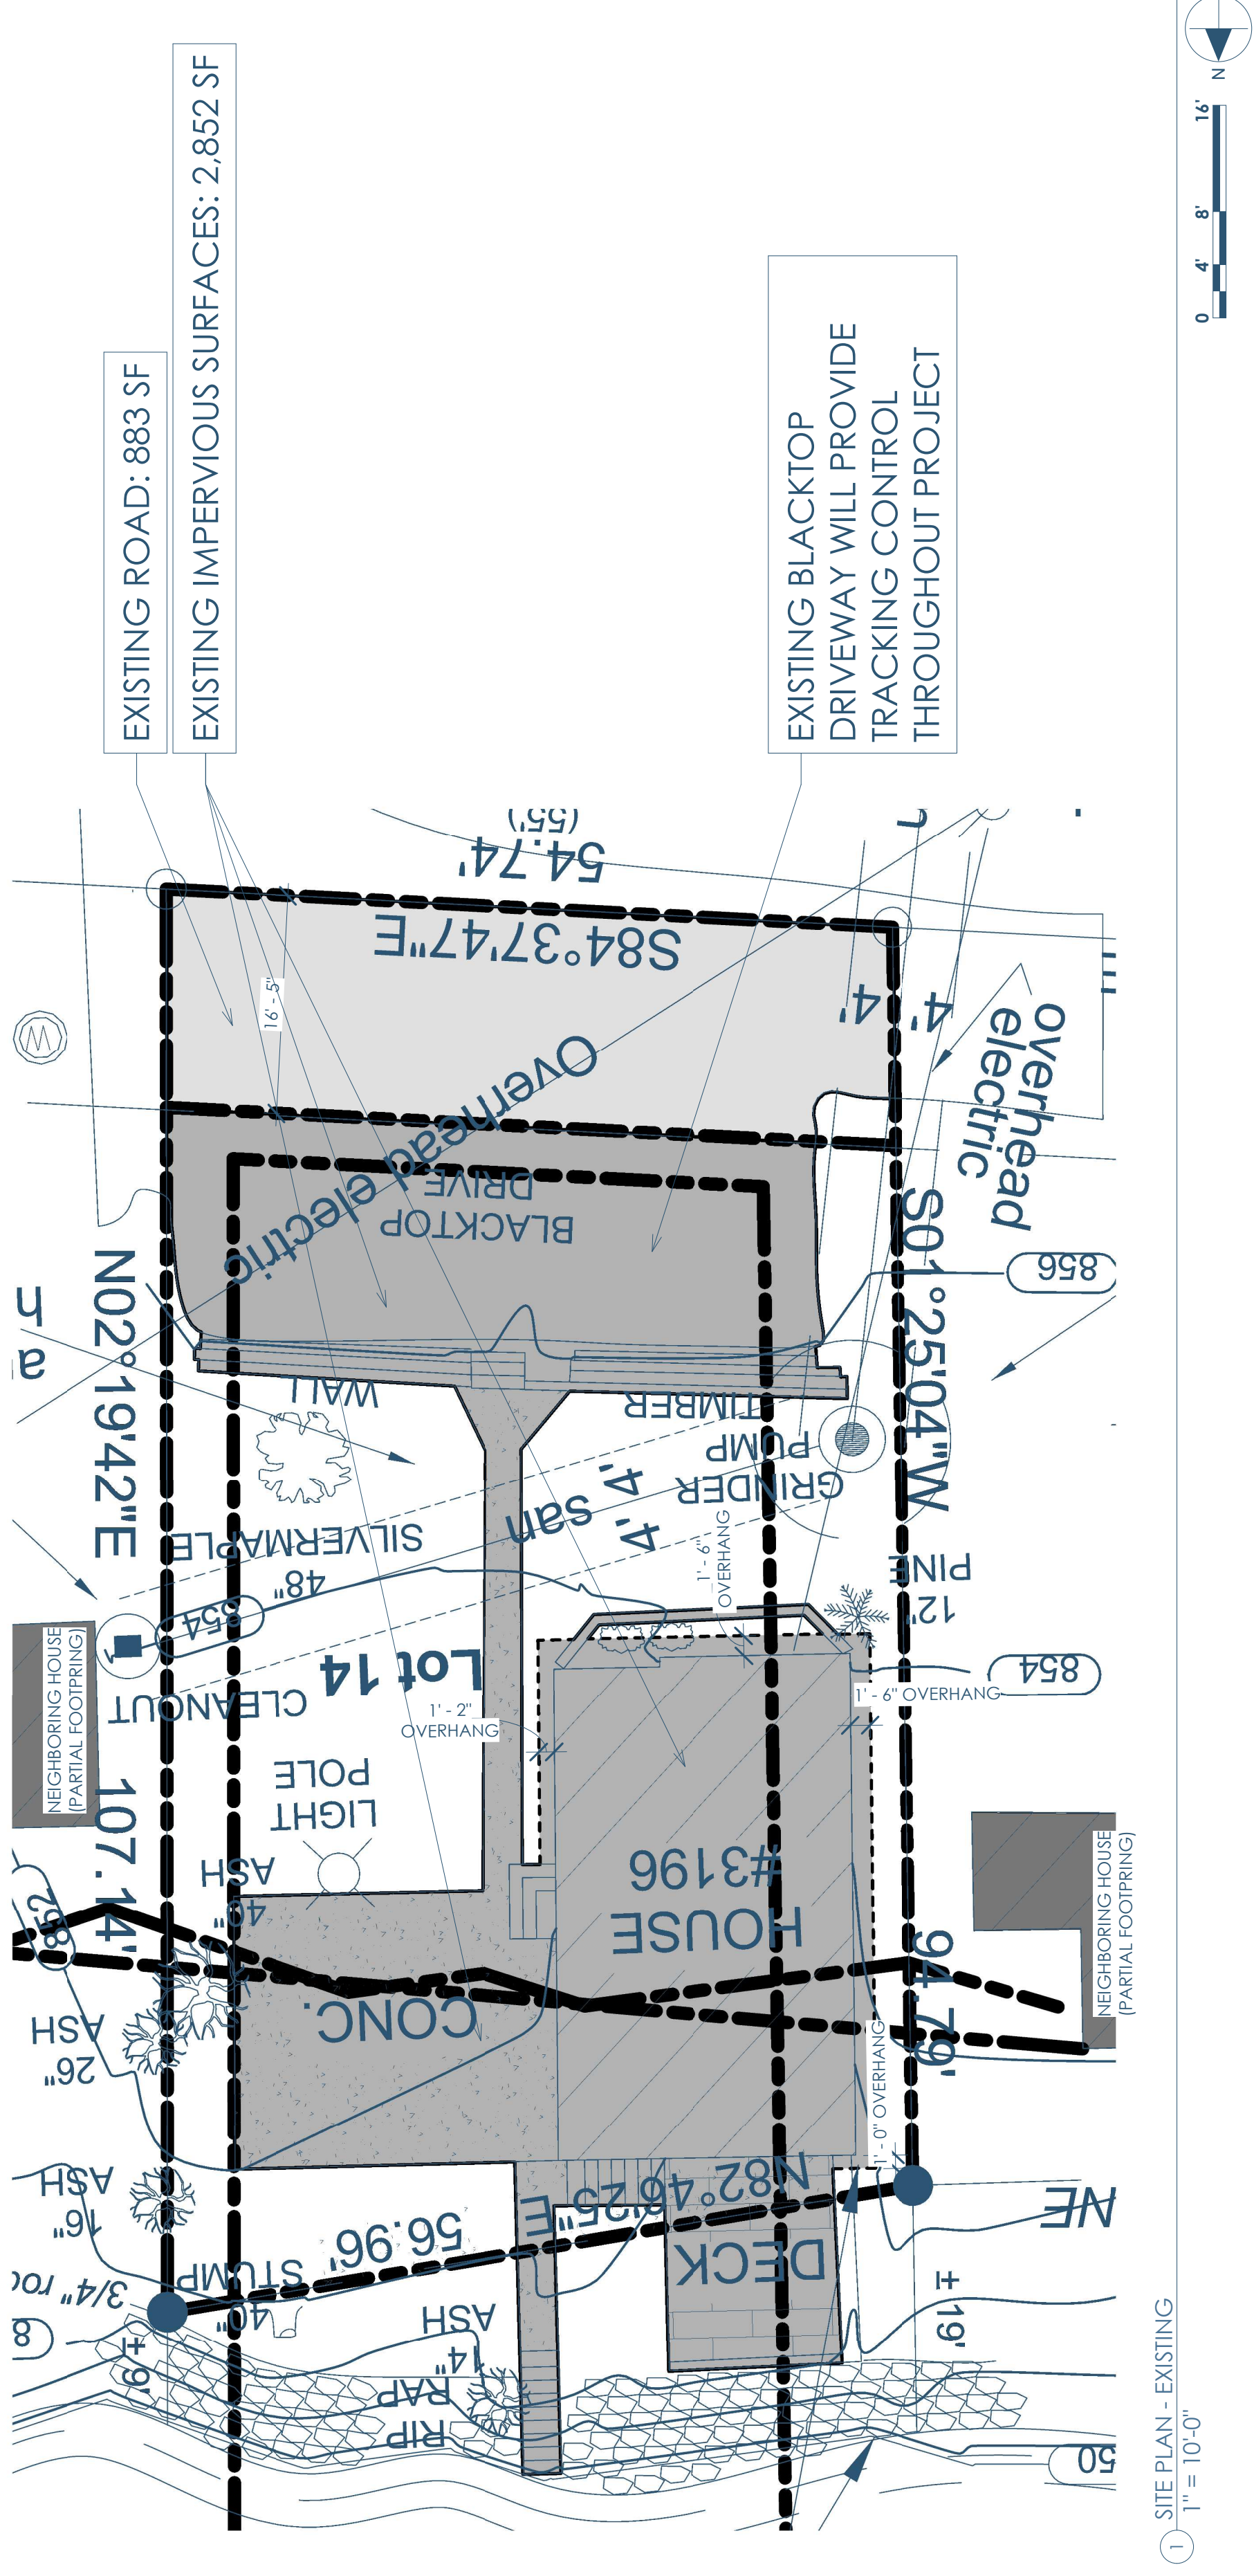 EXISTING ROAD: 883 SF
EXISTING IMPERVIOUS SURFACES: 2,852 SF
EXISTING BLACKTOP
DRIVEWAY WILL PROVIDE
TRACKING CONTROL
THROUGHOUT PROJECT
(55')
54.74'
S84°37'47"E
16' - 5"
4'
4'
overhead
electric
Overhead electric
BLACKTOP
DRIVE
856
S01°25'04"W
94.79'
N02°19'42"E
107.14'
h
a
WALL
TIMBER
GRINDER
PUMP
san
4'
4'
48"
SILVERMAPLE
854
CLEANOUT
Lot 14
1' - 6"
OVERHANG
12"
PINE
854
1' - 2"
OVERHANG
1' - 6" OVERHANG
NEIGHBORING HOUSE
(PARTIAL FOOTPRING)
LIGHT
POLE
40"
ASH
852
26"
ASH
CONC.
HOUSE
#3196
NEIGHBORING HOUSE
(PARTIAL FOOTPRING)
1' - 0" OVERHANG
16"
ASH
N82°46'25"E
56.96'
DECK
NE
3/4" roo
40"
STUMP
14"
ASH
±9'
±19'
RIP
RAP
8
50
1
SITE PLAN - EXISTING
1" = 10'-0"
0
4'
8'
16'
N